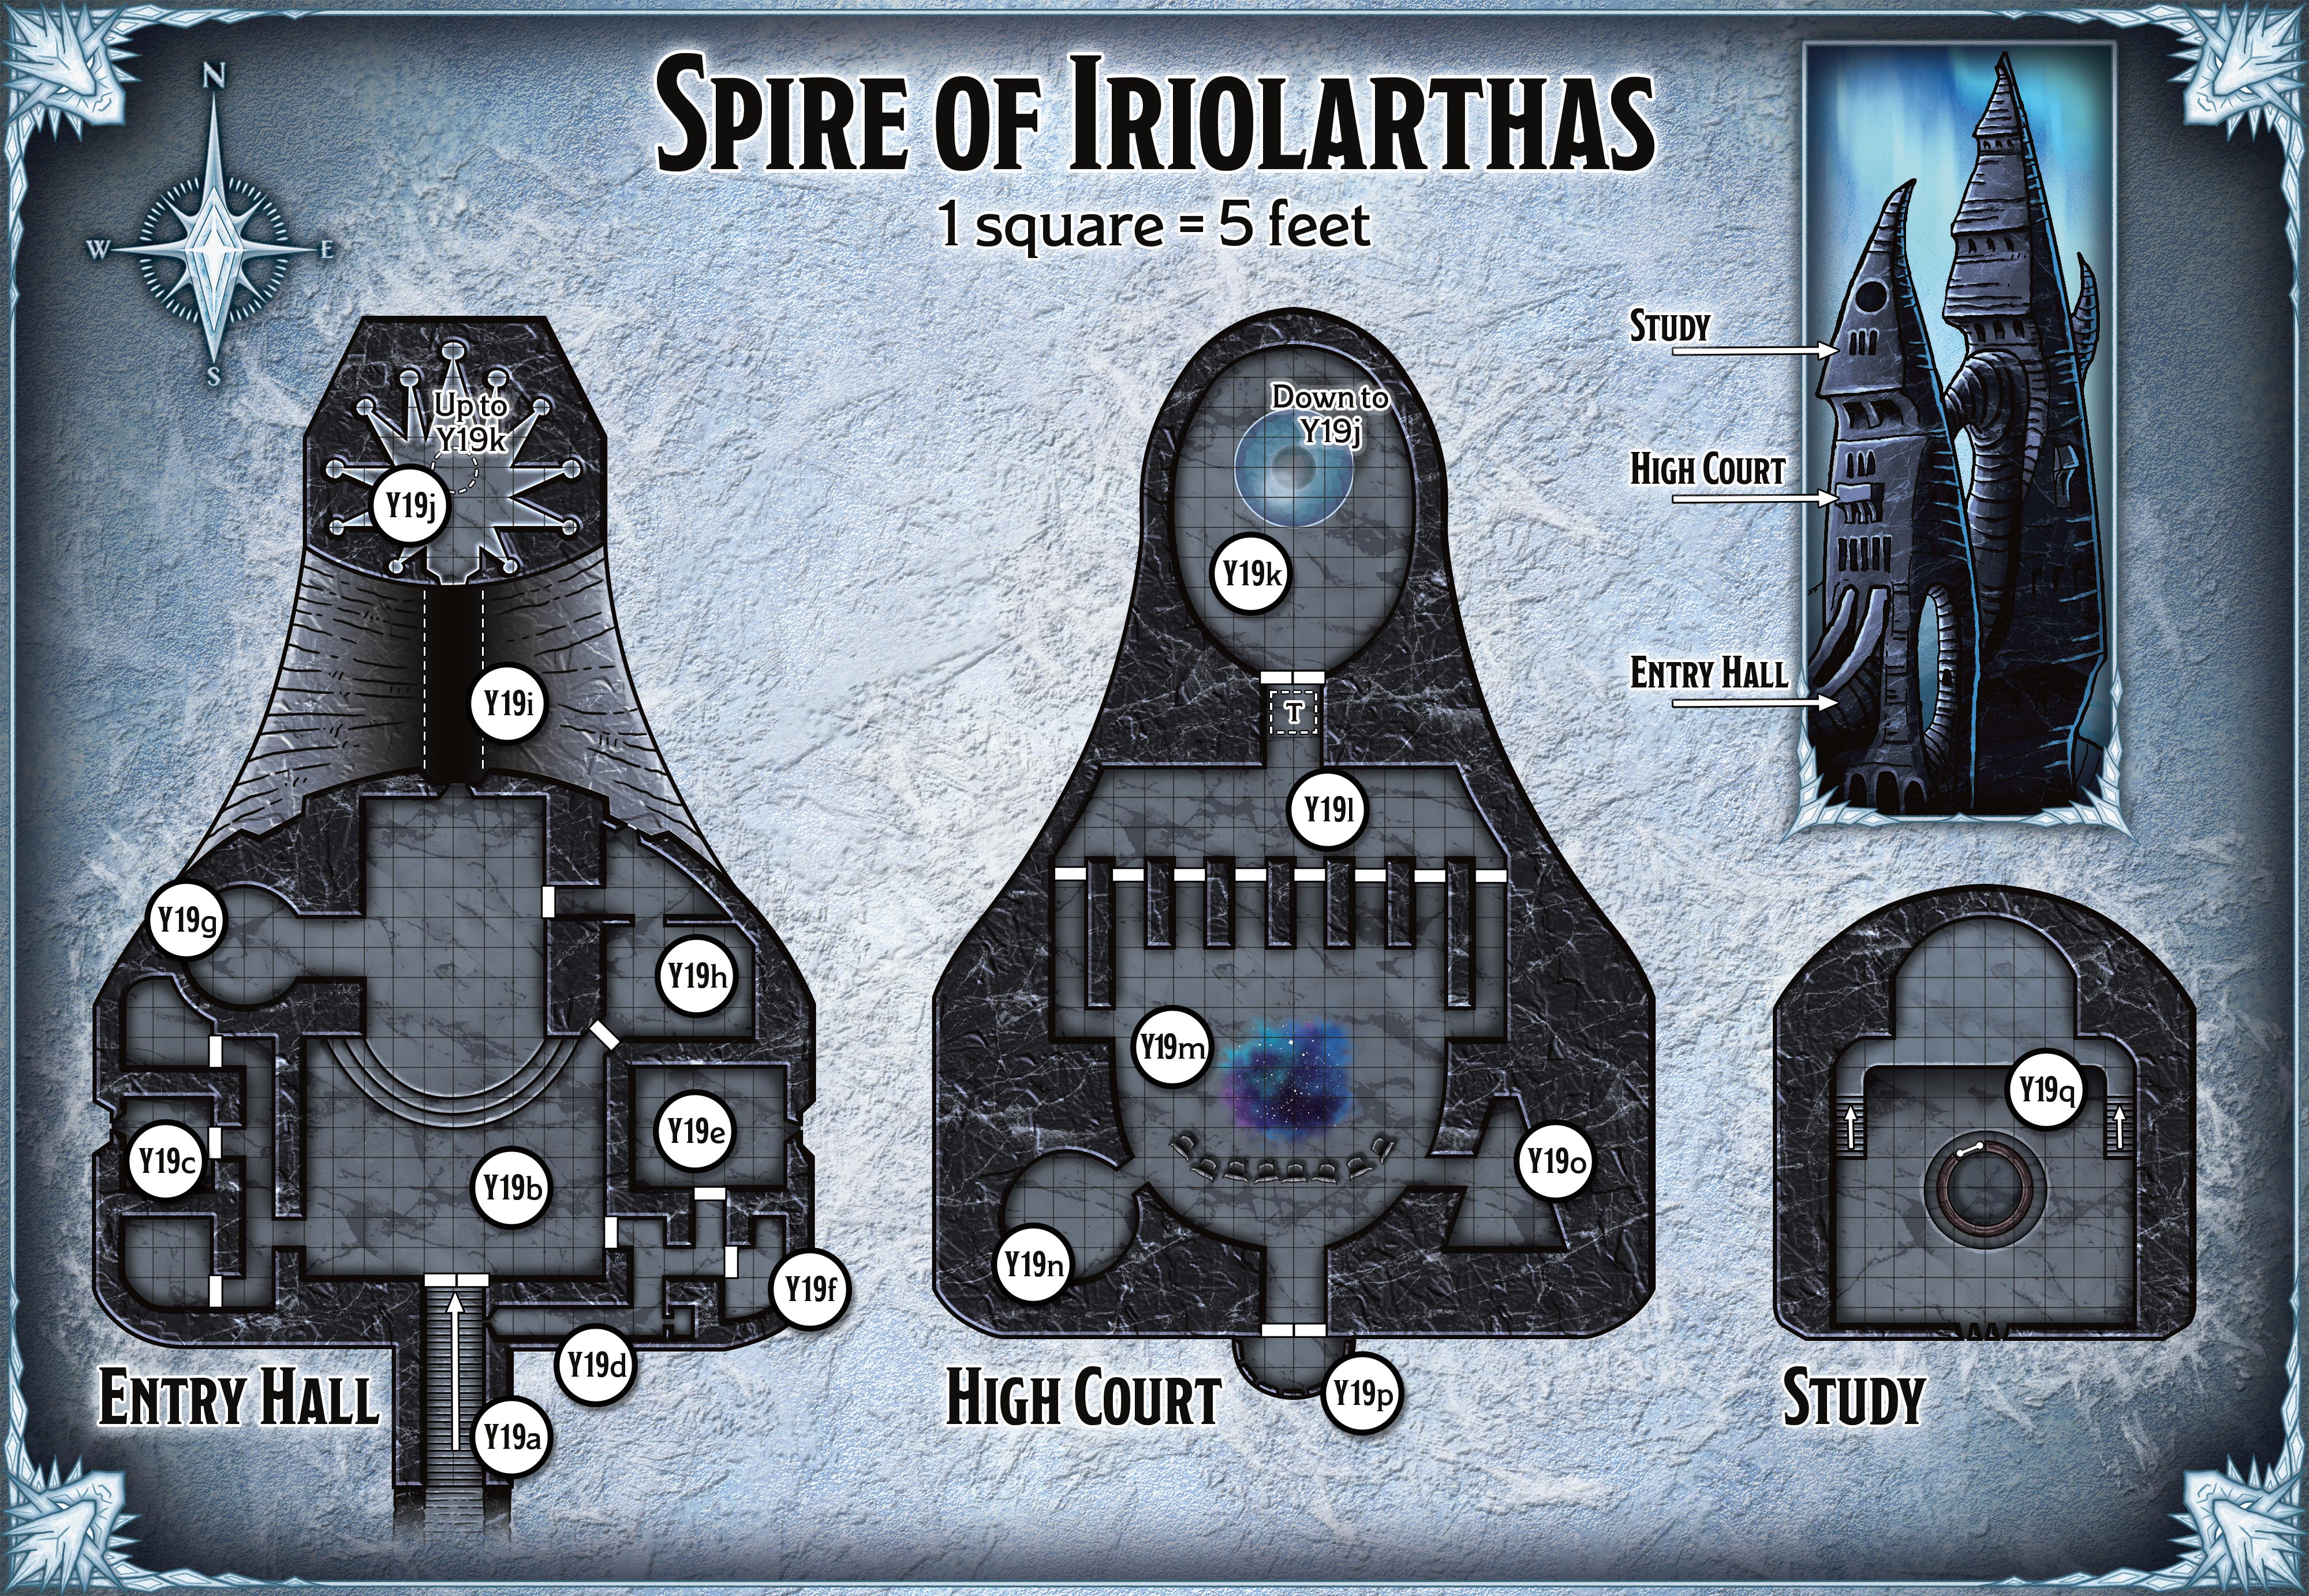 SPIRE OF IRIOLARTHAS
1 square = 5 feet
N
W
E
S
STUDY
HIGH COURT
ENTRY HALL
Up to
Y19k
Y19j
Y19i
Y19g
Y19h
Y19c
Y19e
Y19b
Y19f
Y19d
Y19a
ENTRY HALL
Down to
Y19j
Y19k
T
Y19l
Y19m
Y19o
Y19n
Y19p
HIGH COURT
Y19q
STUDY